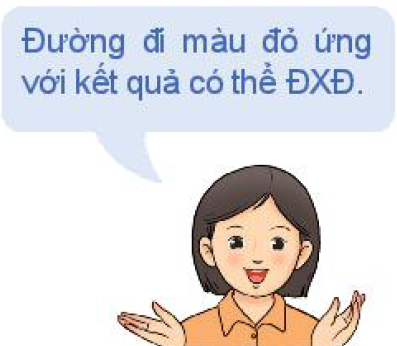 Đường đi màu đỏ ứng
với kết quả có thể ĐXĐ.